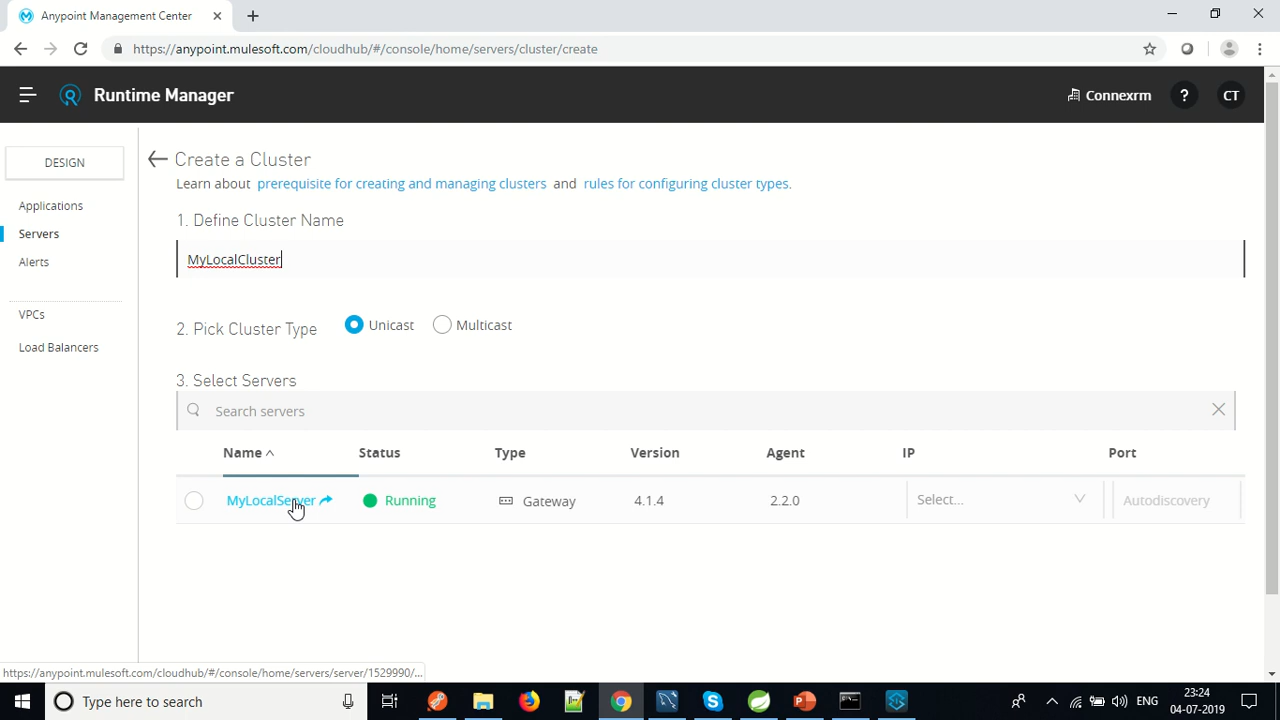 Anypoint Management Center
https://anypoint.mulesoft.com/cloudhub/#/console/home/servers/cluster/create
Runtime Manager
Connexrm
?
CT
DESIGN
Applications
Servers
Alerts
VPCs
Load Balancers
Create a Cluster
Learn about prerequisite for creating and managing clusters and rules for configuring cluster types.
1. Define Cluster Name
MyLocalCluster
2. Pick Cluster Type Unicast Multicast
3. Select Servers
Search servers
Name Status Type Version Agent IP Port
MyLocalServer Running Gateway 4.1.4 2.2.0 Select... Autodiscovery
https://anypoint.mulesoft.com/cloudhub/#/console/home/servers/server/1529990/...
Type here to search
ENG
23:24
04-07-2019